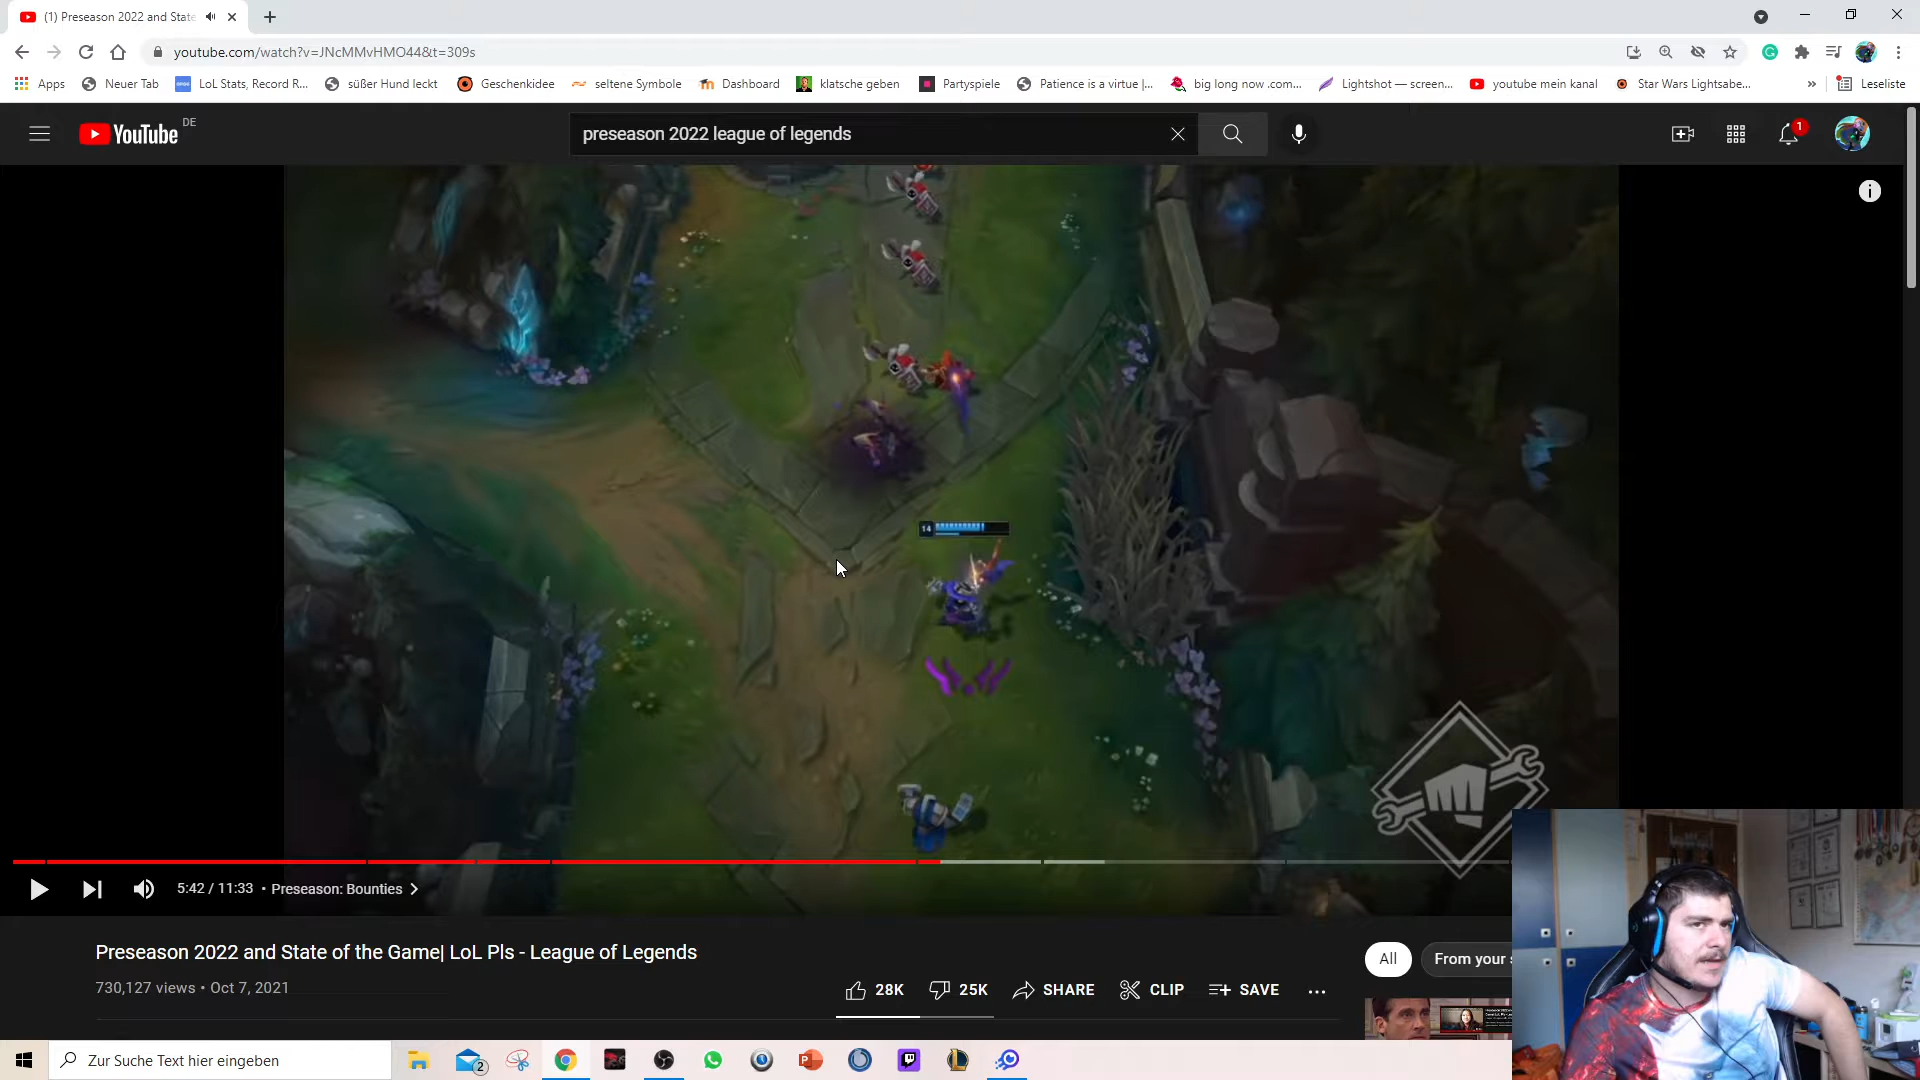 (1) Preseason 2022 and State
youtube.com/watch?v=JNcMMvHMO44&t=309s
Apps Neuer Tab LoL Stats, Record R... süßer Hund leckt Geschenkidee seltene Symbole Dashboard klatsche geben Partyspiele Patience is a virtue |... big long now .com... Lightshot — screen... youtube mein kanal Star Wars Lightsabe... » Leseliste
YouTube DE
preseason 2022 league of legends
1
14
5:42 / 11:33 • Preseason: Bounties
Preseason 2022 and State of the Game| LoL Pls - League of Legends
730,127 views • Oct 7, 2021
28K 25K SHARE CLIP SAVE
All From your s
Zur Suche Text hier eingeben
2